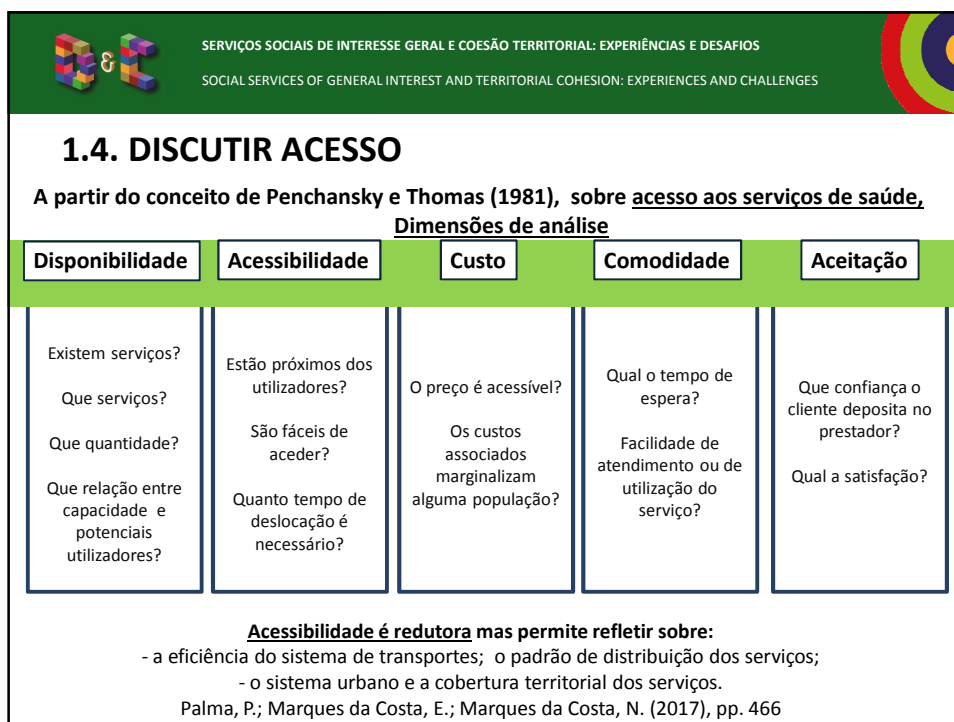 D&C
SERVIÇOS SOCIAIS DE INTERESSE GERAL E COESÃO TERRITORIAL: EXPERIÊNCIAS E DESAFIOS
SOCIAL SERVICES OF GENERAL INTEREST AND TERRITORIAL COHESION: EXPERIENCES AND CHALLENGES
1.4. DISCUTIR ACESSO
A partir do conceito de Penchansky e Thomas (1981), sobre acesso aos serviços de saúde,
Dimensões de análise
Disponibilidade
Existem serviços?
Que serviços?
Que quantidade?
Que relação entre
capacidade e
potenciais
utilizadores?
Acessibilidade
Estão próximos dos
utilizadores?
São fáceis de
aceder?
Quanto tempo de
deslocação é
necessário?
Custo
O preço é acessível?
Os custos
associados
marginalizam
alguma população?
Comodidade
Qual o tempo de
espera?
Facilidade de
atendimento ou de
utilização do
serviço?
Aceitação
Que confiança o
cliente deposita no
prestador?
Qual a satisfação?
Acessibilidade é redutora mas permite refletir sobre:
- a eficiência do sistema de transportes; o padrão de distribuição dos serviços;
- o sistema urbano e a cobertura territorial dos serviços.
Palma, P.; Marques da Costa, E.; Marques da Costa, N. (2017), pp. 466